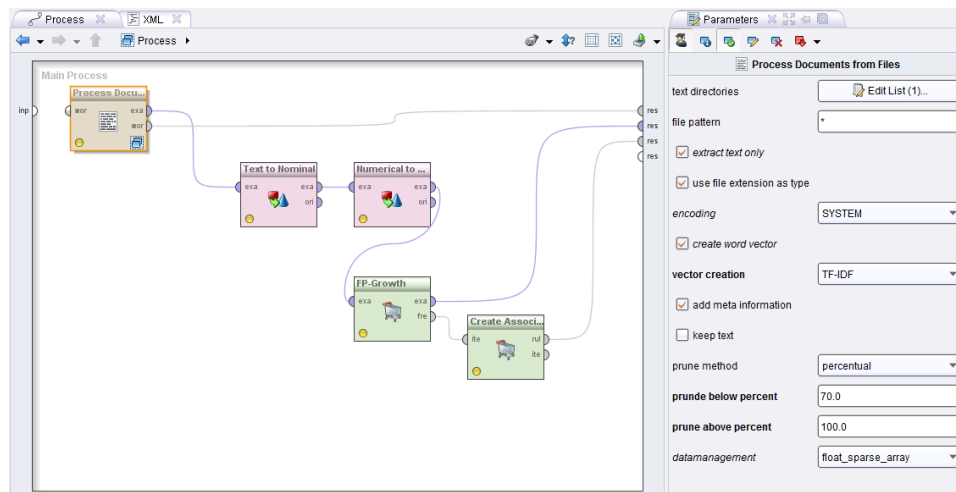 Process
XML
Parameters
Process
Process Documents from Files
Main Process
Process Docu...
inp
wor
exa
wor
res
res
res
res
Text to Nominal
exa
exa
ori
Numerical to ...
exa
exa
ori
FP-Growth
exa
exa
fre
Create Associ...
ite
rul
ite
text directories
Edit List (1)...
file pattern
*
extract text only
use file extension as type
encoding
SYSTEM
create word vector
vector creation
TF-IDF
add meta information
keep text
prune method
percentual
prunde below percent
70.0
prune above percent
100.0
datamanagement
float_sparse_array